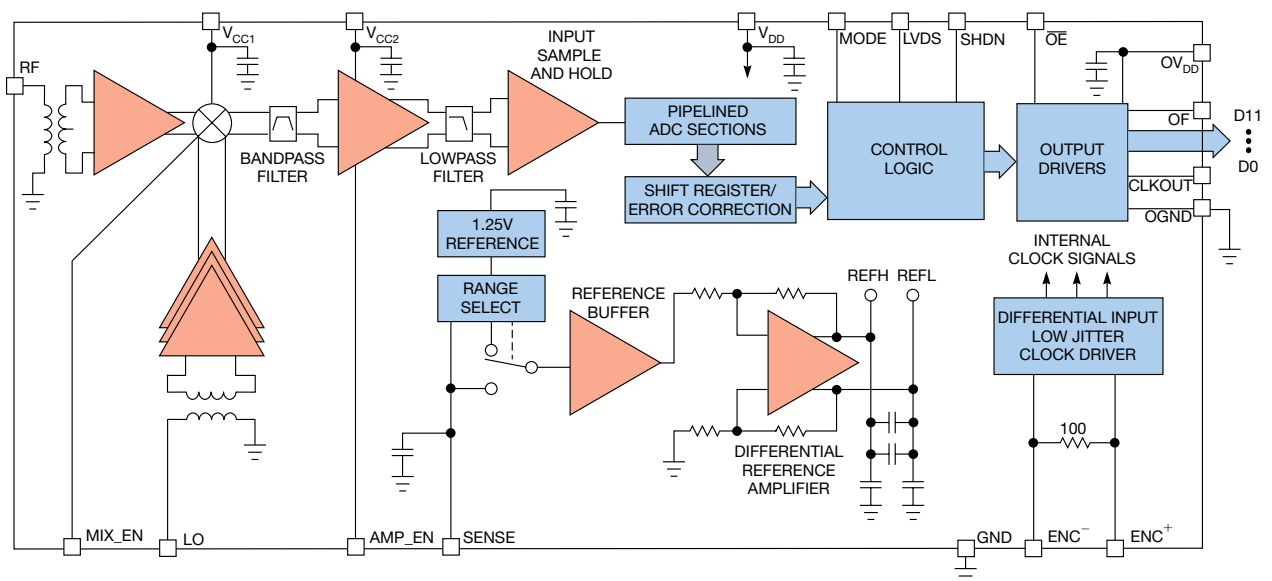 V_CC1
V_CC2
INPUT
SAMPLE
AND HOLD
V_DD
MODE
LVDS
SHDN
O̅E̅
RF
OV_DD
PIPELINED
ADC SECTIONS
OF
D11
D0
BANDPASS
FILTER
LOWPASS
FILTER
CONTROL
LOGIC
OUTPUT
DRIVERS
SHIFT REGISTER/
ERROR CORRECTION
CLKOUT
OGND
1.25V
REFERENCE
INTERNAL
CLOCK SIGNALS
RANGE
SELECT
REFERENCE
BUFFER
REFH
REFL
DIFFERENTIAL INPUT
LOW JITTER
CLOCK DRIVER
100
DIFFERENTIAL
REFERENCE
AMPLIFIER
MIX_EN
LO
AMP_EN
SENSE
GND
ENC⁻
ENC⁺